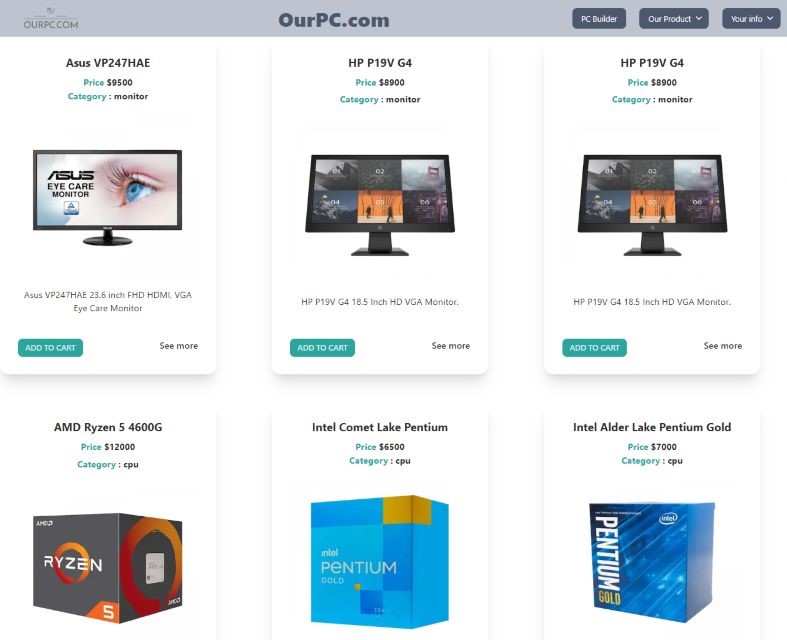 OURPC.COM
OurPC.com
PC Builder
Our Product
Your info
Asus VP247HAE
Price $9500
Category : monitor
ASUS
EYE CARE
MONITOR
ASUS
Asus VP247HAE 23.6 inch FHD HDMI, VGA
Eye Care Monitor
ADD TO CART
See more
HP P19V G4
Price $8900
Category : monitor
01 02 03
04 05 06
HP P19V G4 18.5 Inch HD VGA Monitor.
ADD TO CART
See more
HP P19V G4
Price $8900
Category : monitor
01 02 03
04 05 06
HP P19V G4 18.5 Inch HD VGA Monitor.
ADD TO CART
See more
AMD Ryzen 5 4600G
Price $12000
Category : cpu
AMD
RYZEN
5
AMD
Intel Comet Lake Pentium
Price $6500
Category : cpu
intel
PENTIUM
GOLD
Intel Alder Lake Pentium Gold
Price $7000
Category : cpu
intel
PENTIUM
GOLD